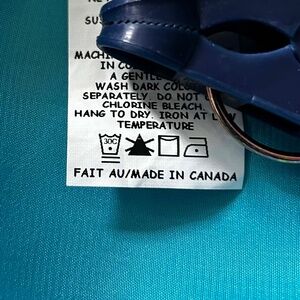 SUS
MACHI
IN CO
A GENTLE
WASH DARK COLO
SEPARATELY. DO NOT
CHLORINE BLEACH.
HANG TO DRY. IRON AT LOW
TEMPERATURE
30C
FAIT AU/MADE IN CANADA